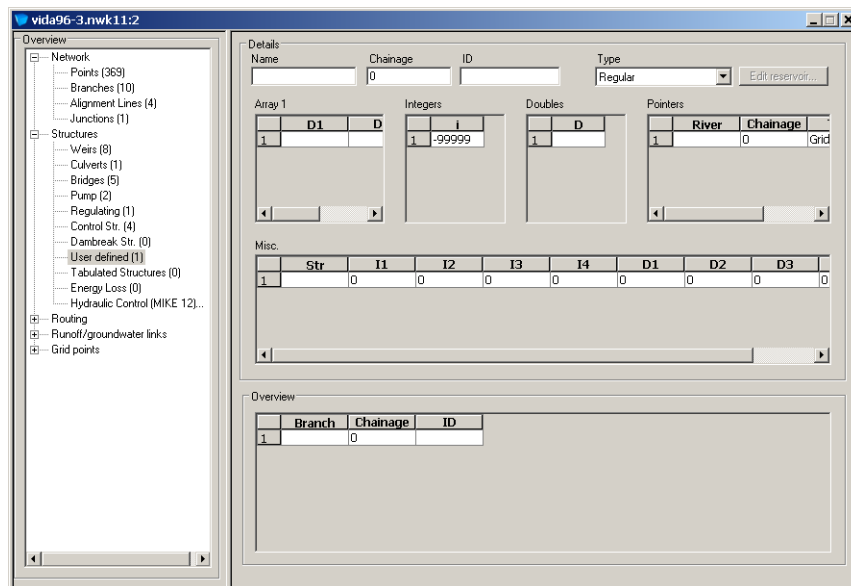 vida96-3.nwk11:2
Overview
Network
Points (369)
Branches (10)
Alignment Lines (4)
Junctions (1)
Structures
Weirs (8)
Culverts (1)
Bridges (5)
Pump (2)
Regulating (1)
Control Str. (4)
Dambreak Str. (0)
User defined (1)
Tabulated Structures (0)
Energy Loss (0)
Hydraulic Control (MIKE 12)...
Routing
Runoff/groundwater links
Grid points
Details
Name Chainage ID Type
0 Regular Edit reservoir...
Array 1 Integers Doubles Pointers
D1 D i D River Chainage
1 1 -99999 1 1 0 Grid
Misc.
Str I1 I2 I3 I4 D1 D2 D3
1 0 0 0 0 0 0 0 0
Overview
Branch Chainage ID
1 0